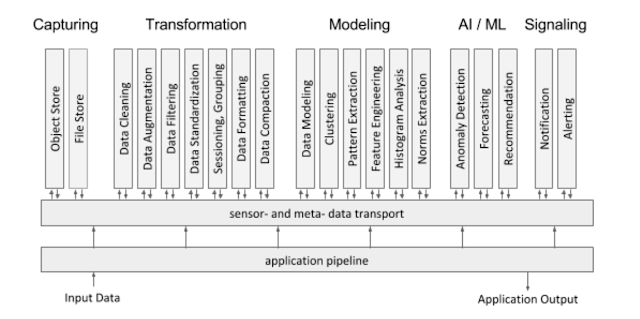 Capturing
Transformation
Modeling
AI / ML
Signaling
Object Store
File Store
Data Cleaning
Data Augmentation
Data Filtering
Data Standardization
Sessioning, Grouping
Data Formatting
Data Compaction
Data Modeling
Clustering
Pattern Extraction
Feature Engineering
Histogram Analysis
Norms Extraction
Anomaly Detection
Forecasting
Recommendation
Notification
Alerting
sensor- and meta- data transport
application pipeline
Input Data
Application Output